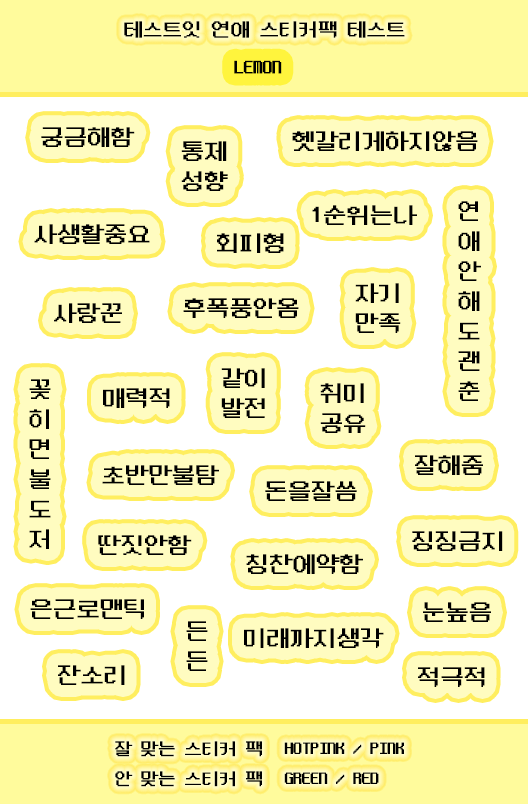 테스트잇 연애 스티커팩 테스트
LEMON
궁금해함
통제
성향
헷갈리게하지않음
사생활중요
회피형
1순위는나
연
애
안
해
도
괜
춘
사랑꾼
후폭풍안옴
자기
만족
꽂
히
면
불
도
저
매력적
같이
발전
취미
공유
초반만불탐
돈을잘씀
잘해줌
딴짓안함
칭찬에약함
징징금지
은근로맨틱
든
든
미래까지생각
눈높음
잔소리
적극적
잘 맞는 스티커 팩 HOTPINK / PINK
안 맞는 스티커 팩 GREEN / RED